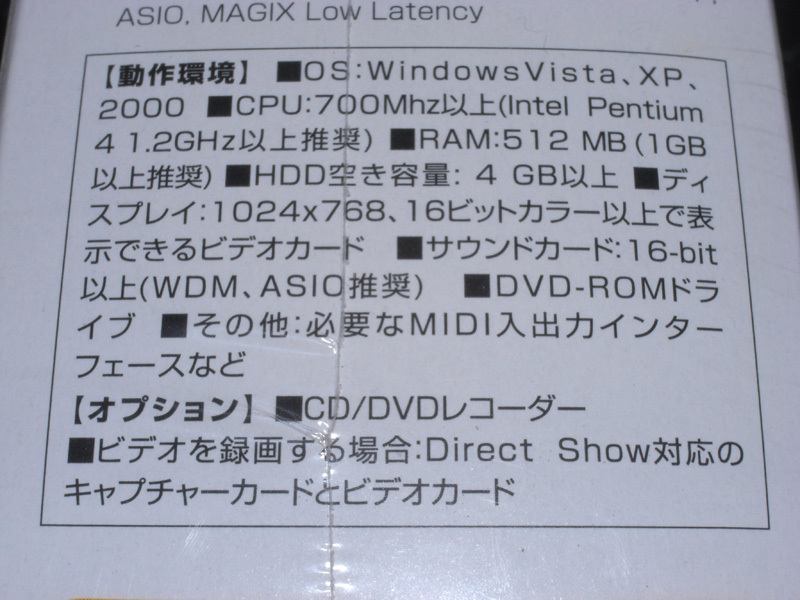 ASIO, MAGIX Low Latency
【動作環境】 ■OS:WindowsVista、XP、
2000 ■CPU:700Mhz以上(Intel Pentium
4 1.2GHz以上推奨) ■RAM:512 MB (1GB
以上推奨) ■HDD空き容量: 4 GB以上 ■ディ
スプレイ:1024x768、16ビットカラー以上で表
示できるビデオカード ■サウンドカード:16-bit
以上(WDM、ASIO推奨) ■DVD-ROMドラ
イブ ■その他:必要なMIDI入出力インター
フェースなど
【オプション】 ■CD/DVDレコーダー
■ビデオを録画する場合:Direct Show対応の
キャプチャーカードとビデオカード